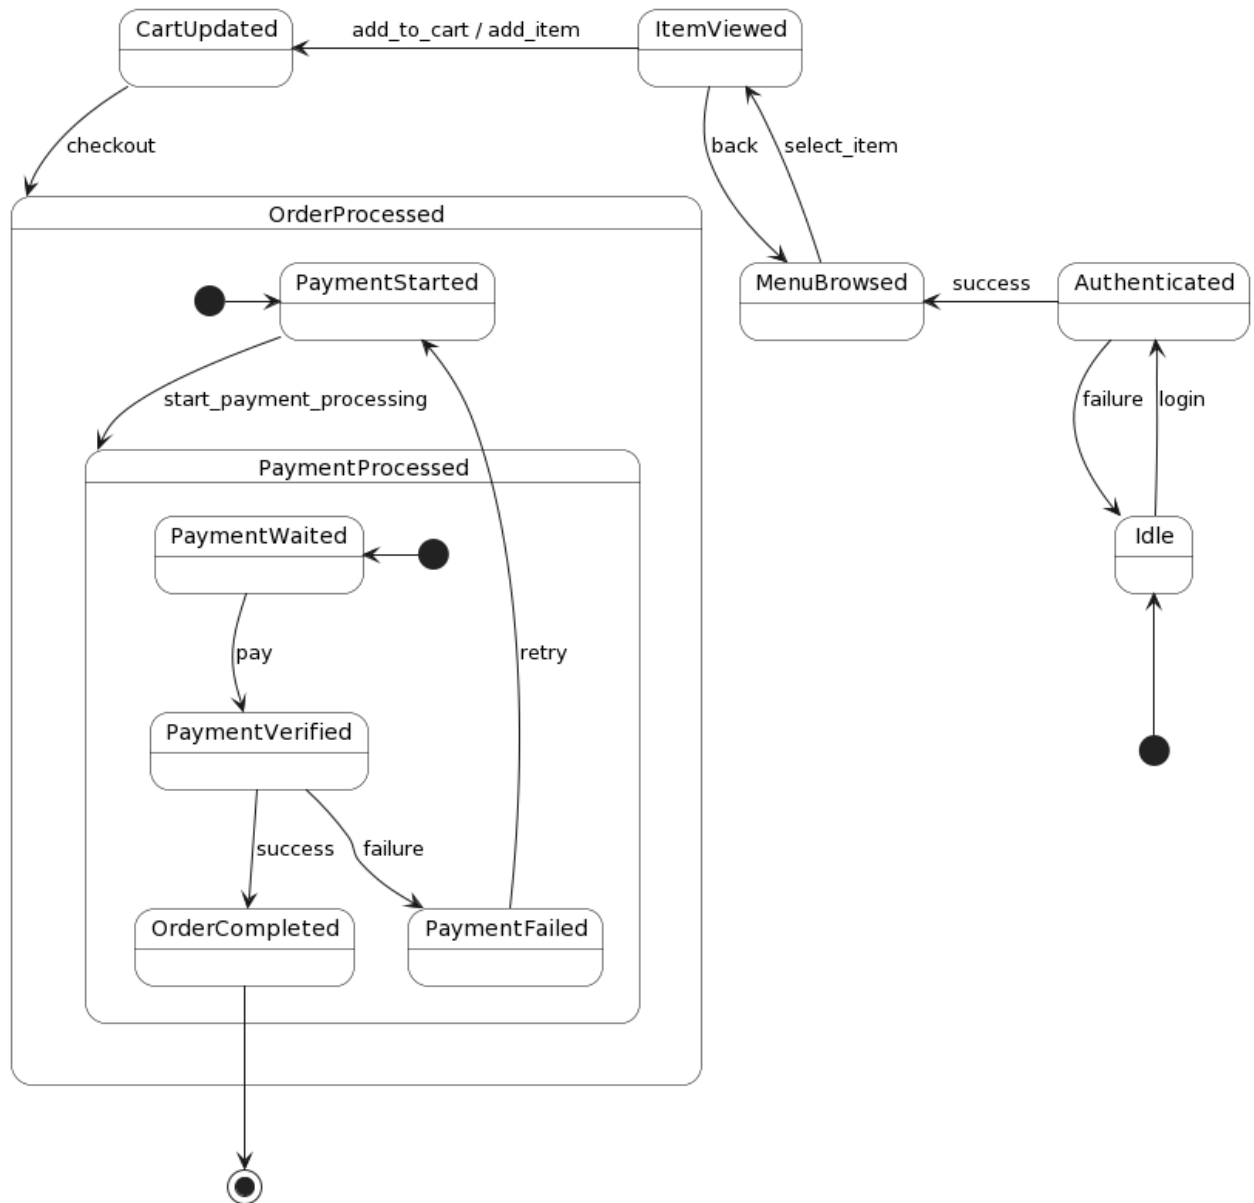 CartUpdated
add_to_cart / add_item
ItemViewed
checkout
back
select_item
OrderProcessed
PaymentStarted
MenuBrowsed
success
Authenticated
start_payment_processing
failure
login
PaymentProcessed
PaymentWaited
Idle
pay
retry
PaymentVerified
success
failure
OrderCompleted
PaymentFailed